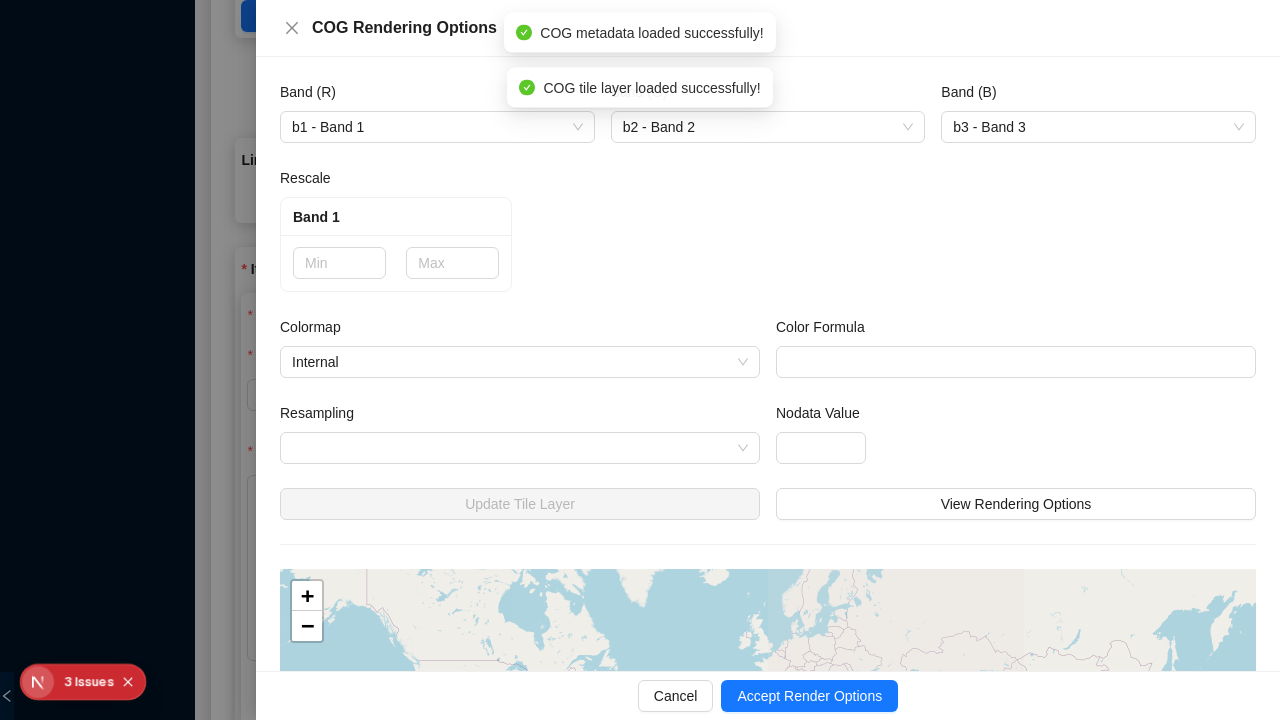 COG Rendering Options
COG metadata loaded successfully!
COG tile layer loaded successfully!
Band (R)
Band (B)
b1 - Band 1
b2 - Band 2
b3 - Band 3
Rescale
Band 1
Min
Max
Colormap
Color Formula
Internal
Resampling
Nodata Value
Update Tile Layer
View Rendering Options
+
−
3 Issues
Cancel
Accept Render Options